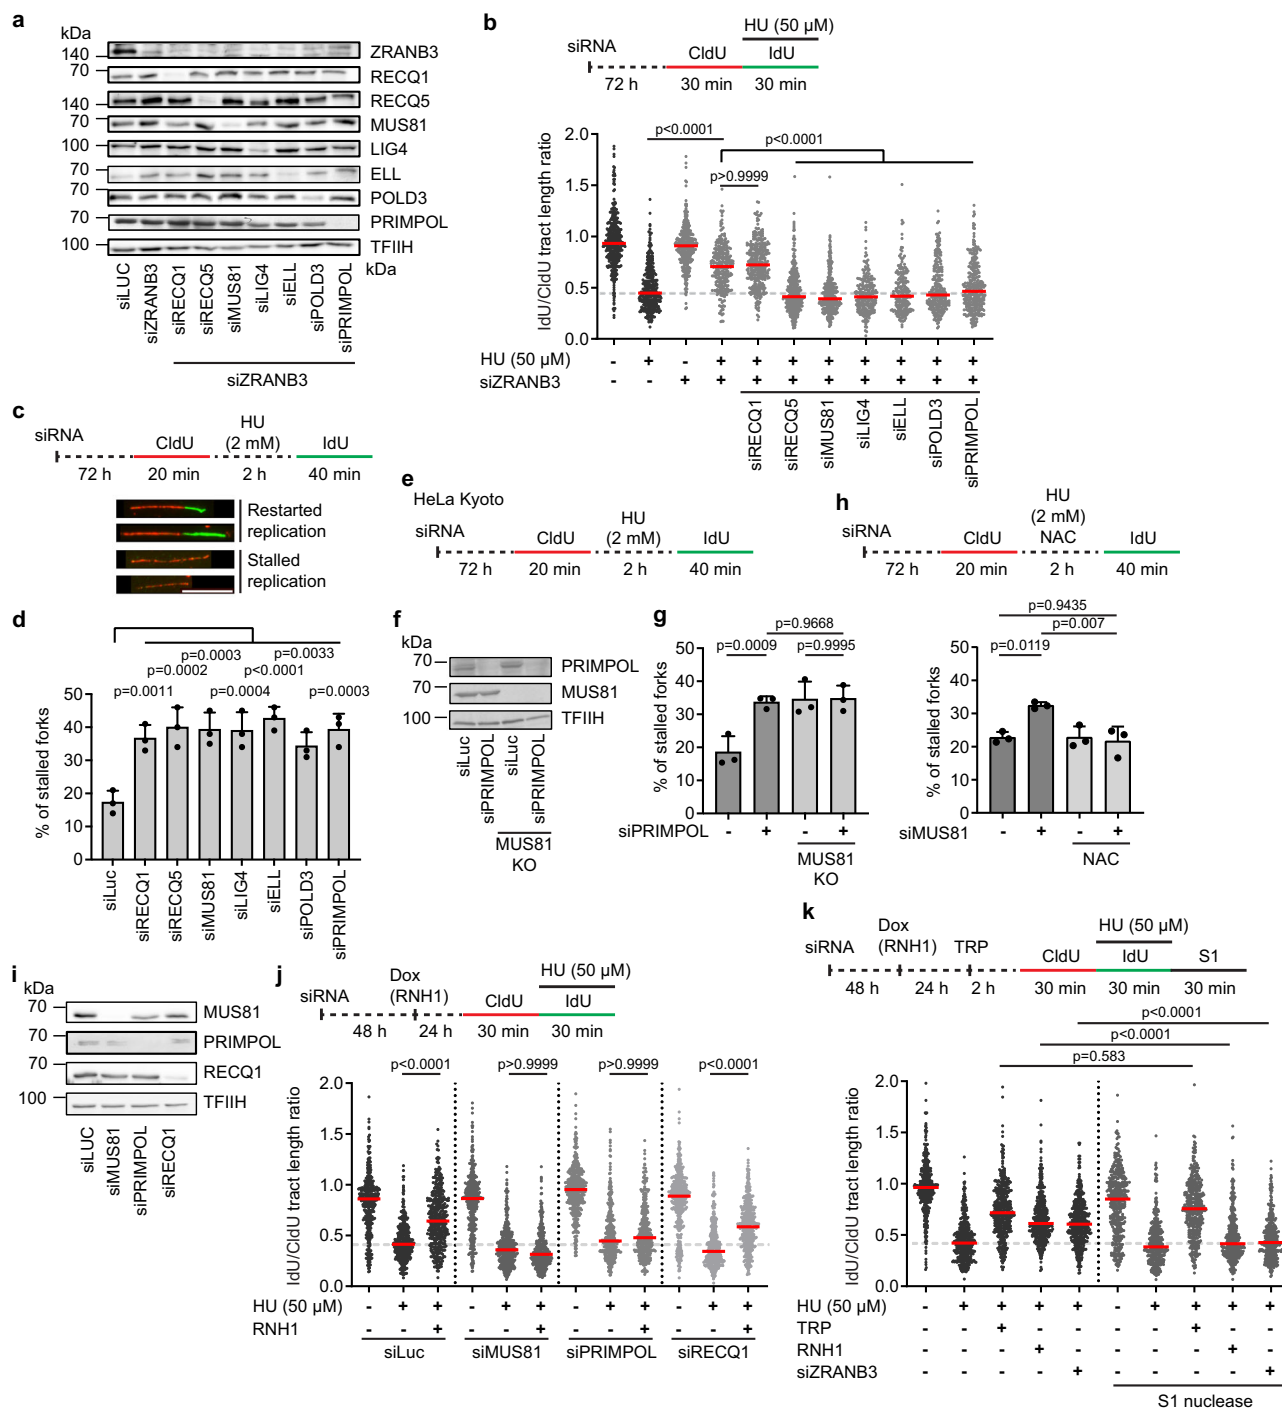 a
kDa
140
ZRANB3
70
RECQ1
140
RECQ5
70
MUS81
100
LIG4
70
ELL
70
POLD3
70
PRIMPOL
100
TFIIH
kDa
siLUC
siZRANB3
siRECQ1
siRECQ5
siMUS81
siLIG4
siELL
siPOLD3
siPRIMPOL
siZRANB3
b
HU (50 µM)
siRNA CldU IdU
72 h 30 min 30 min
IdU/CldU tract length ratio
2.0
1.5
1.0
0.5
0.0
p<0.0001
p<0.0001
p>0.9999
HU (50 µM) - + - + + + + + + + +
siZRANB3 - - + + + + + + + + +
siRECQ1
siRECQ5
siMUS81
siLIG4
siELL
siPOLD3
siPRIMPOL
c
siRNA CldU HU (2 mM) IdU
72 h 20 min 2 h 40 min
Restarted
replication
Stalled
replication
d
% of stalled forks
50
40
30
20
10
0
p=0.0003 p=0.0033
p=0.0002 p<0.0001
p=0.0011 p=0.0004 p=0.0003
siLuc
siRECQ1
siRECQ5
siMUS81
siLIG4
siELL
siPOLD3
siPRIMPOL
e
HeLa Kyoto
siRNA CldU HU (2 mM) IdU
72 h 20 min 2 h 40 min
f
kDa
70
PRIMPOL
70
MUS81
100
TFIIH
siLuc
siPRIMPOL
siLuc
siPRIMPOL
MUS81
KO
g
% of stalled forks
50
40
30
20
10
0
p=0.9668
p=0.0009 p=0.9995
siPRIMPOL - + - +
MUS81
KO
h
HU
(2 mM)
NAC
siRNA CldU IdU
72 h 20 min 2 h 40 min
% of stalled forks
50
40
30
20
10
0
p=0.9435
p=0.007
p=0.0119
siMUS81 - + - +
NAC
i
kDa
70
MUS81
70
PRIMPOL
70
RECQ1
100
TFIIH
siLUC
siMUS81
siPRIMPOL
siRECQ1
j
HU (50 µM)
Dox
(RNH1)
siRNA CldU IdU
48 h 24 h 30 min 30 min
IdU/CldU tract length ratio
2.0
1.5
1.0
0.5
0.0
p<0.0001 p>0.9999 p>0.9999 p<0.0001
HU (50 µM) - + + - + + - + + - + +
RNH1 - - + - - + - - + - - +
siLuc siMUS81 siPRIMPOL siRECQ1
k
HU (50 µM)
Dox
(RNH1)
siRNA TRP CldU IdU S1
48 h 24 h 2 h 30 min 30 min 30 min
IdU/CldU tract length ratio
2.0
1.5
1.0
0.5
0.0
p<0.0001
p<0.0001
p=0.583
HU (50 µM) - + + + + - + + + +
TRP - - + - - - - + - -
RNH1 - - - + - - - - + -
siZRANB3 - - - - + - - - - +
S1 nuclease